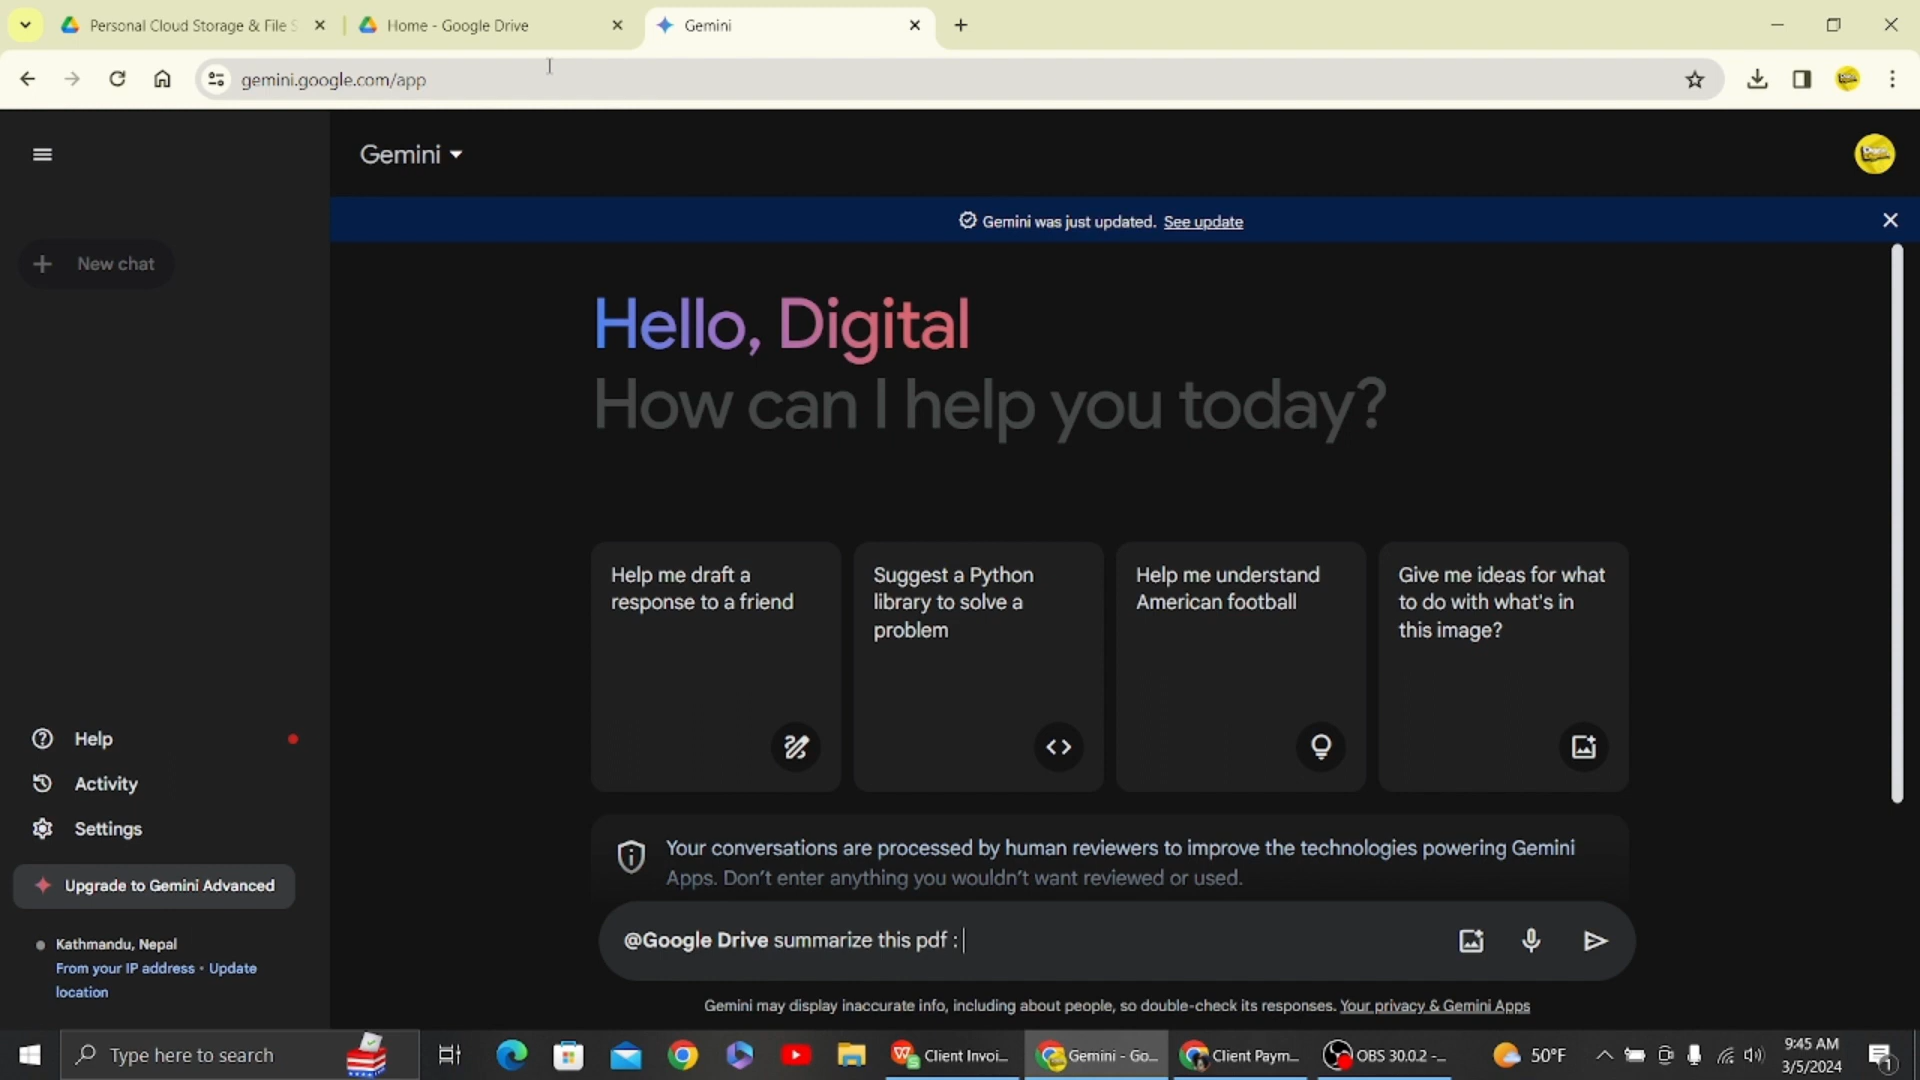 Personal Cloud Storage & File S
Home - Google Drive
Gemini
gemini.google.com/app
Gemini
Gemini was just updated. See update
New chat
Hello, Digital
How can I help you today?
Help me draft a
response to a friend
Suggest a Python
library to solve a
problem
Help me understand
American football
Give me ideas for what
to do with what's in
this image?
Help
Activity
Settings
Upgrade to Gemini Advanced
Kathmandu, Nepal
From your IP address • Update
location
Your conversations are processed by human reviewers to improve the technologies powering Gemini
Apps. Don't enter anything you wouldn't want reviewed or used.
@Google Drive summarize this pdf :
Gemini may display inaccurate info, including about people, so double-check its responses. Your privacy & Gemini Apps
Type here to search
Client Invoi...
Gemini - Go...
Client Paym...
OBS 30.0.2 -...
50°F
9:45 AM
3/5/2024
1